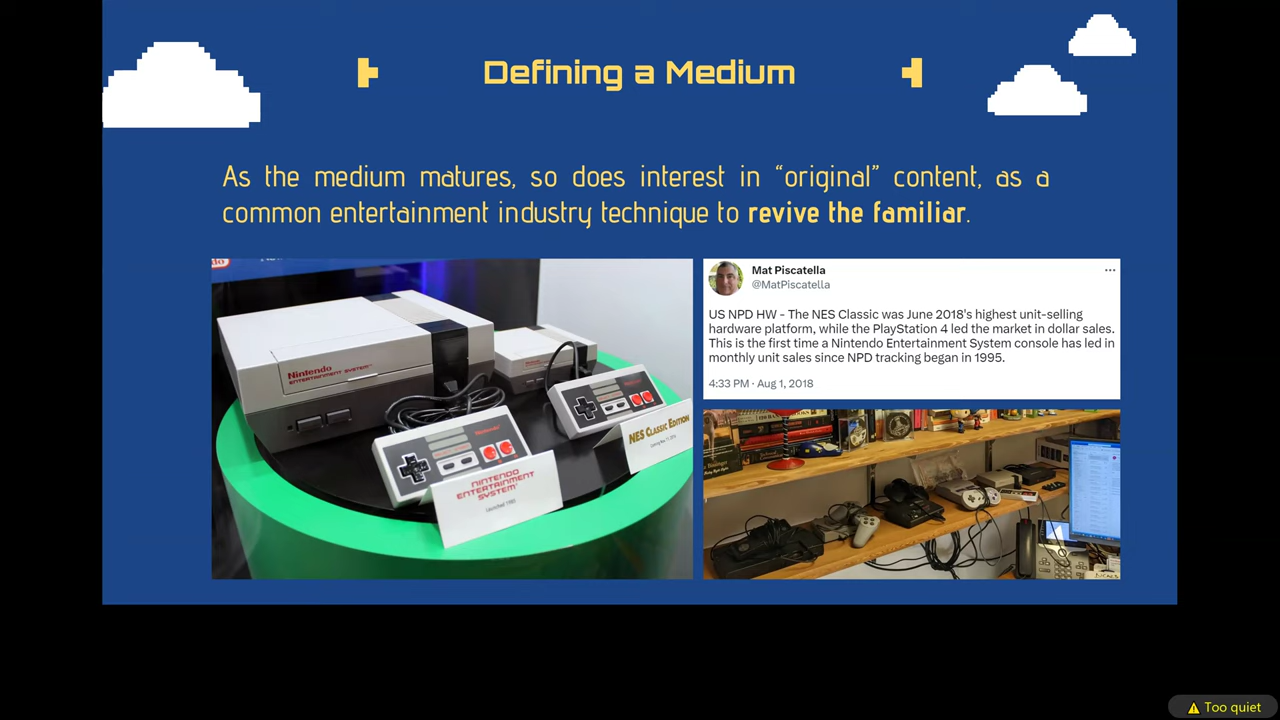 Defining a Medium
As the medium matures, so does interest in “original” content, as a
common entertainment industry technique to revive the familiar.
Nintendo
ENTERTAINMENT SYSTEM™
Nintendo
NINTENDO
ENTERTAINMENT
SYSTEM
Launched 1985
NES CLASSIC EDITION
Mat Piscatella
@MatPiscatella
US NPD HW - The NES Classic was June 2018's highest unit-selling
hardware platform, while the PlayStation 4 led the market in dollar sales.
This is the first time a Nintendo Entertainment System console has led in
monthly unit sales since NPD tracking began in 1995.
4:33 PM · Aug 1, 2018
Too quiet